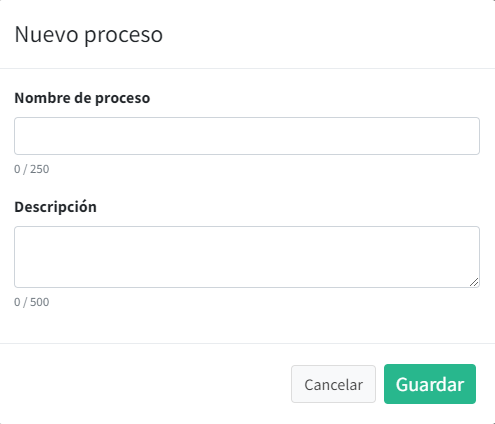 Nuevo proceso
Nombre de proceso
0 / 250
Descripción
0 / 500
Cancelar
Guardar